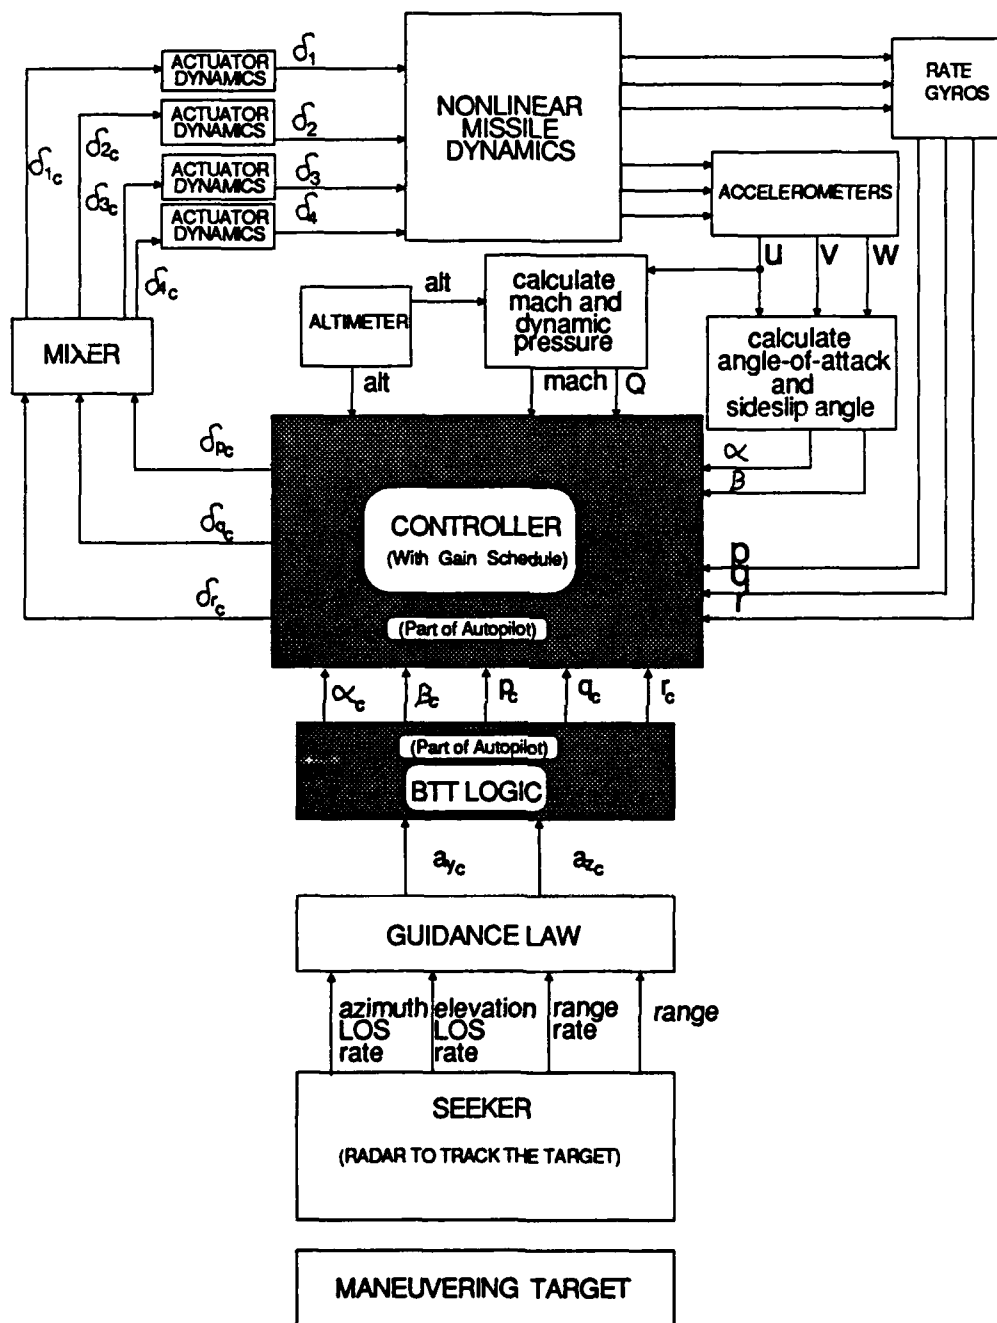 ACTUATOR
DYNAMICS
δ1
NONLINEAR
MISSILE
DYNAMICS
RATE
GYROS
ACTUATOR
DYNAMICS
δ2
δ1c
δ2c
ACTUATOR
DYNAMICS
δ3
δ3c
ACTUATOR
DYNAMICS
δ4
δ4c
ACCELEROMETERS
U
V
W
alt
calculate
mach and
dynamic
pressure
ALTIMETER
MIXER
calculate
angle-of-attack
and
sideslip angle
alt
mach
Q
δpc
α
β
CONTROLLER
(With Gain Schedule)
δqc
p
q
r
δrc
(Part of Autopilot)
αc
βc
pc
qc
rc
(Part of Autopilot)
BTT LOGIC
ayc
azc
GUIDANCE LAW
azimuth
LOS
rate
elevation
LOS
rate
range
rate
range
SEEKER
(RADAR TO TRACK THE TARGET)
MANEUVERING TARGET